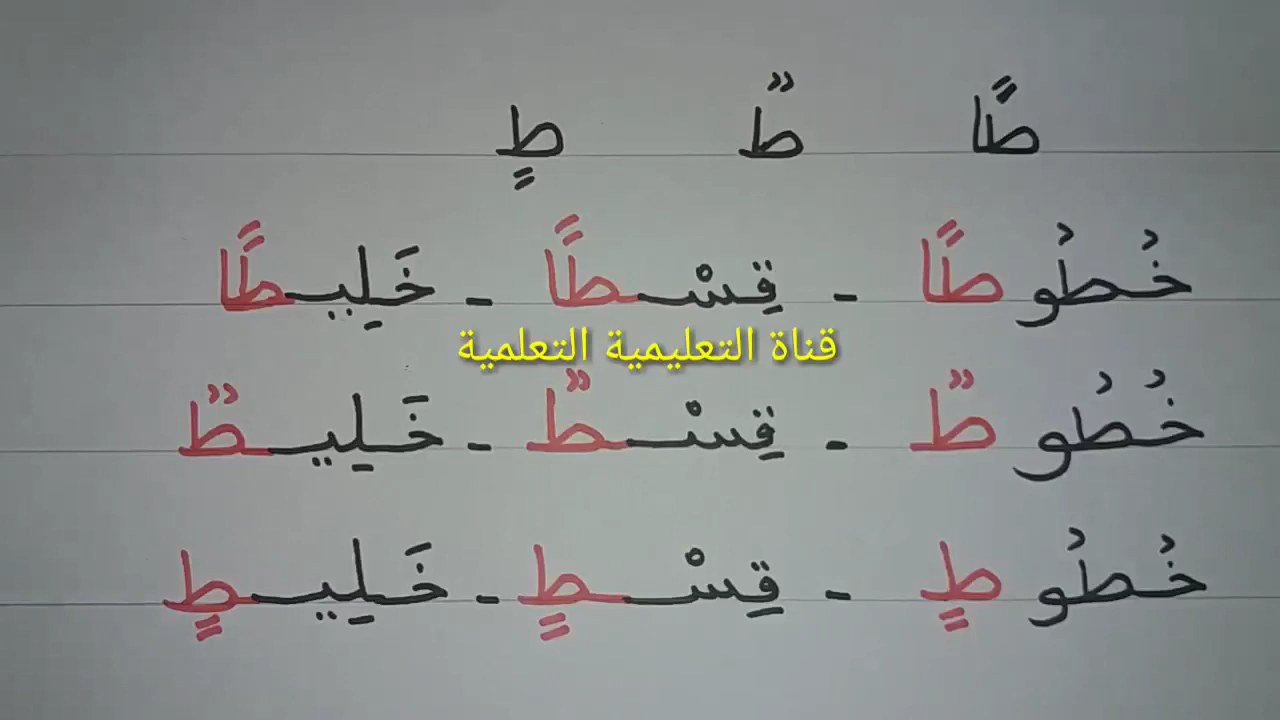 طًا طٌ طٍ
خُطُوطًا - قِسْطًا - خَلِيطًا
قناة التعليمية التعلمية
خُطُوطٌ - قِسْطٌ - خَلِيطٌ
خُطُوطٍ - قِسْطٍ - خَلِيطٍ